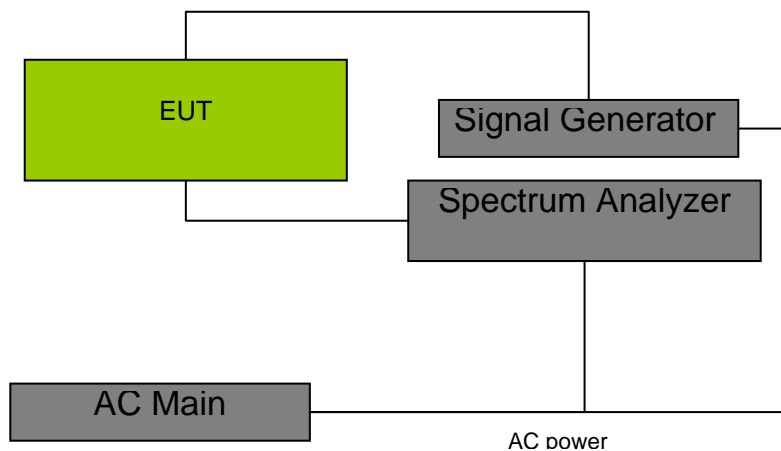 EUT
Signal Generator
Spectrum Analyzer
AC Main
AC power